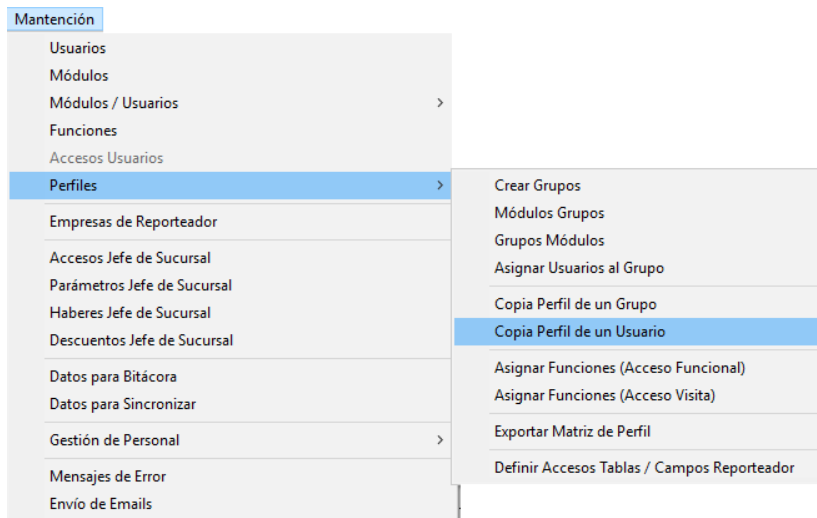 Mantención
Usuarios
Módulos
Módulos / Usuarios
Funciones
Accesos Usuarios
Perfiles
Empresas de Reporteador
Accesos Jefe de Sucursal
Parámetros Jefe de Sucursal
Haberes Jefe de Sucursal
Descuentos Jefe de Sucursal
Datos para Bitácora
Datos para Sincronizar
Gestión de Personal
Mensajes de Error
Envío de Emails
Crear Grupos
Módulos Grupos
Grupos Módulos
Asignar Usuarios al Grupo
Copia Perfil de un Grupo
Copia Perfil de un Usuario
Asignar Funciones (Acceso Funcional)
Asignar Funciones (Acceso Visita)
Exportar Matriz de Perfil
Definir Accesos Tablas / Campos Reporteador